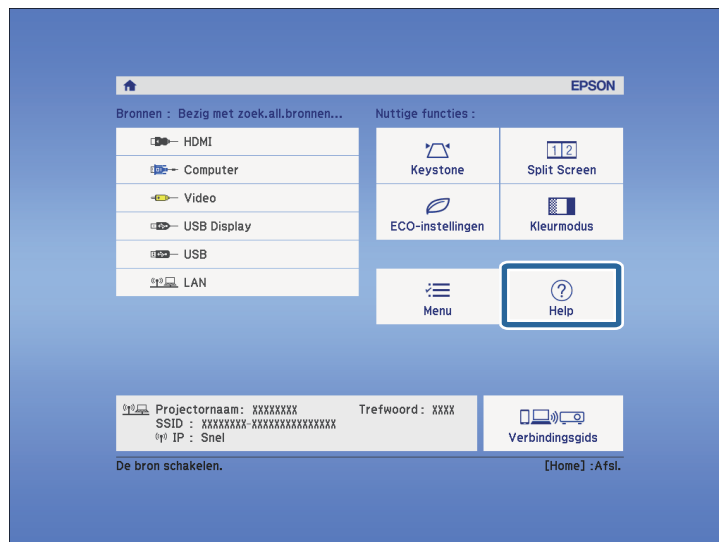 EPSON
Bronnen : Bezig met zoek.all.bronnen...
Nuttige functies :
HDMI
Computer
Video
USB Display
USB
LAN
Keystone
1 2
Split Screen
ECO-instellingen
Kleurmodus
Menu
?
Help
Projectornaam : XXXXXXXX
Trefwoord : XXXX
SSID : XXXXXXXX-XXXXXXXXXXXXXXX
IP : Snel
Verbindingsgids
De bron schakelen.
[Home] :Afsl.